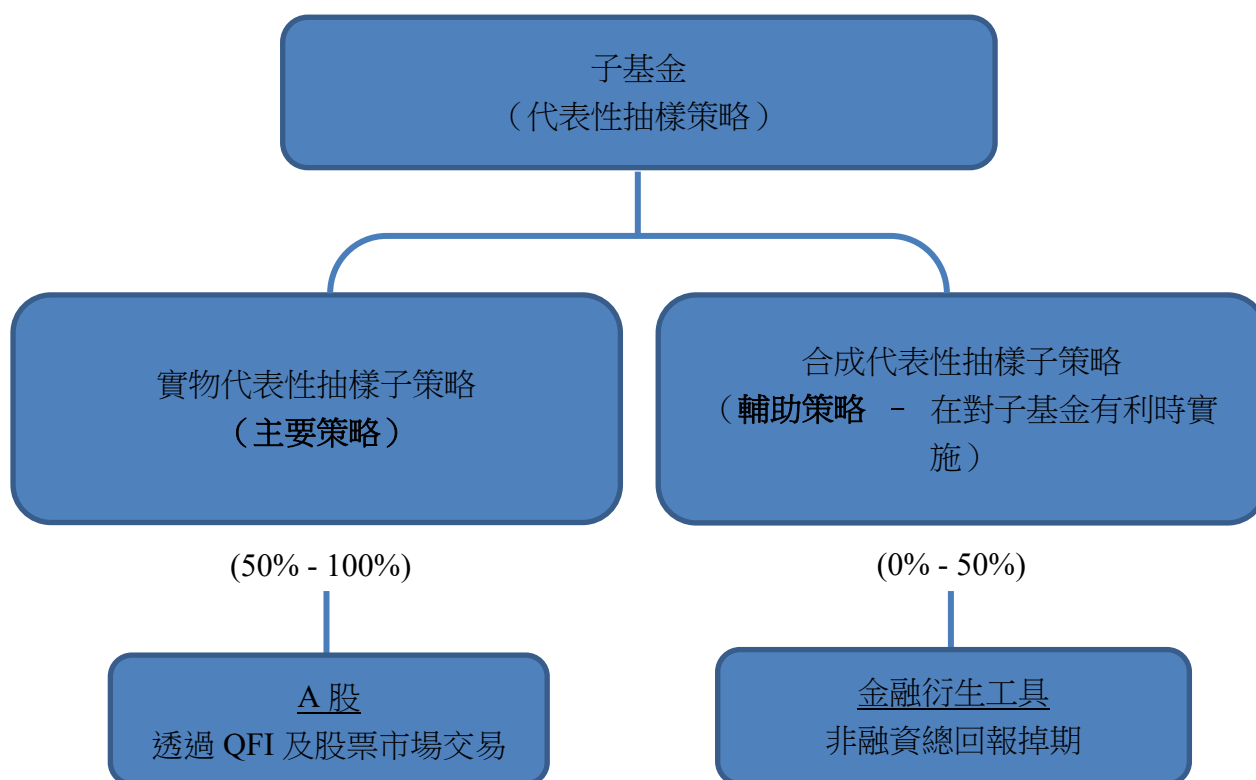 子基金
（代表性抽樣策略）
實物代表性抽樣子策略
（主要策略）
合成代表性抽樣子策略
（輔助策略 – 在對子基金有利時實
施）
(50% - 100%)
(0% - 50%)
A 股
透過 QFI 及股票市場交易
金融衍生工具
非融資總回報掉期